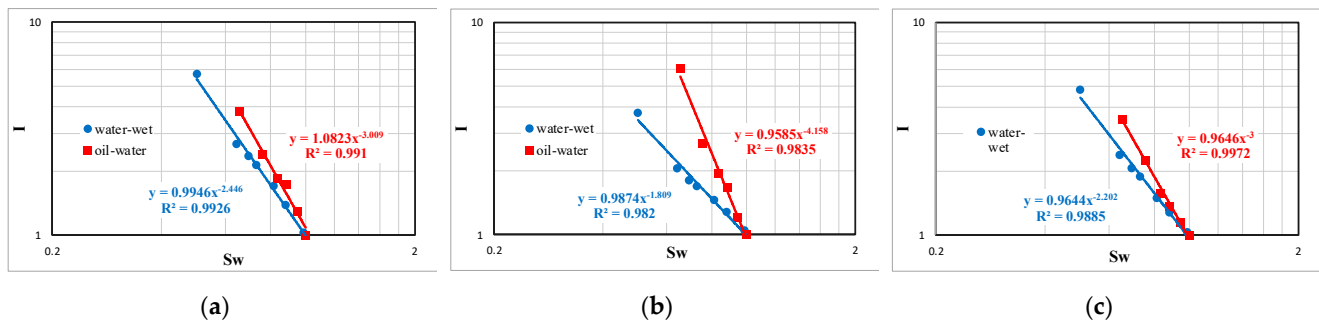 10
I
water-wet
oil-water
y = 1.0823x^-3.009
R² = 0.991
y = 0.9946x^-2.446
R² = 0.9926
1
0.2
Sw
2
(a)
10
I
water-wet
oil-water
y = 0.9585x^-4.158
R² = 0.9835
y = 0.9874x^-1.809
R² = 0.982
1
0.2
Sw
2
(b)
10
I
water-
wet
y = 0.9646x^-3
R² = 0.9972
y = 0.9644x^-2.202
R² = 0.9885
1
0.2
Sw
2
(c)